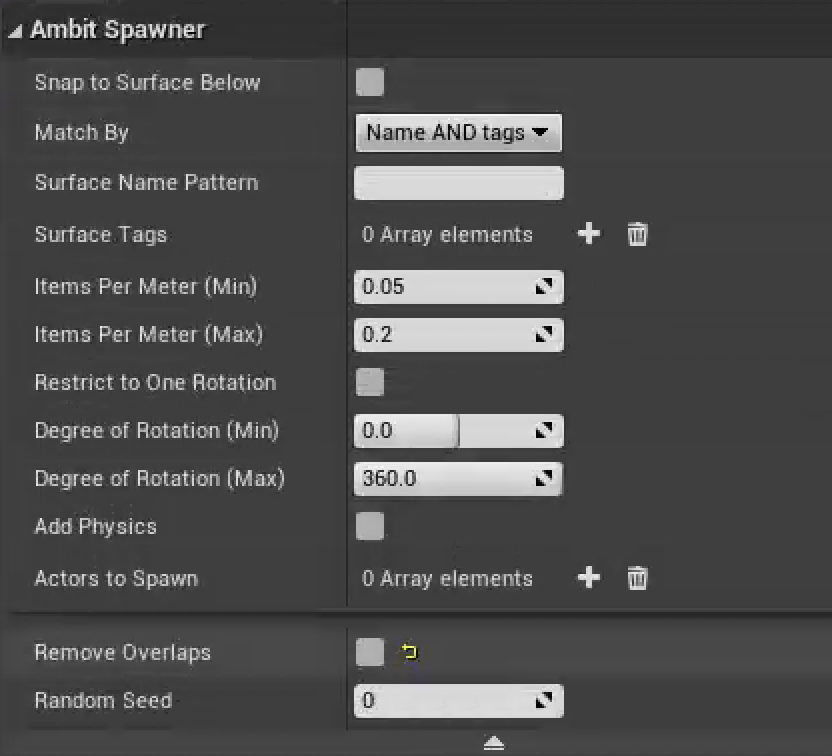 Ambit Spawner
Snap to Surface Below
Match By Name AND tags
Surface Name Pattern
Surface Tags 0 Array elements
Items Per Meter (Min) 0.05
Items Per Meter (Max) 0.2
Restrict to One Rotation
Degree of Rotation (Min) 0.0
Degree of Rotation (Max) 360.0
Add Physics
Actors to Spawn 0 Array elements
Remove Overlaps
Random Seed 0